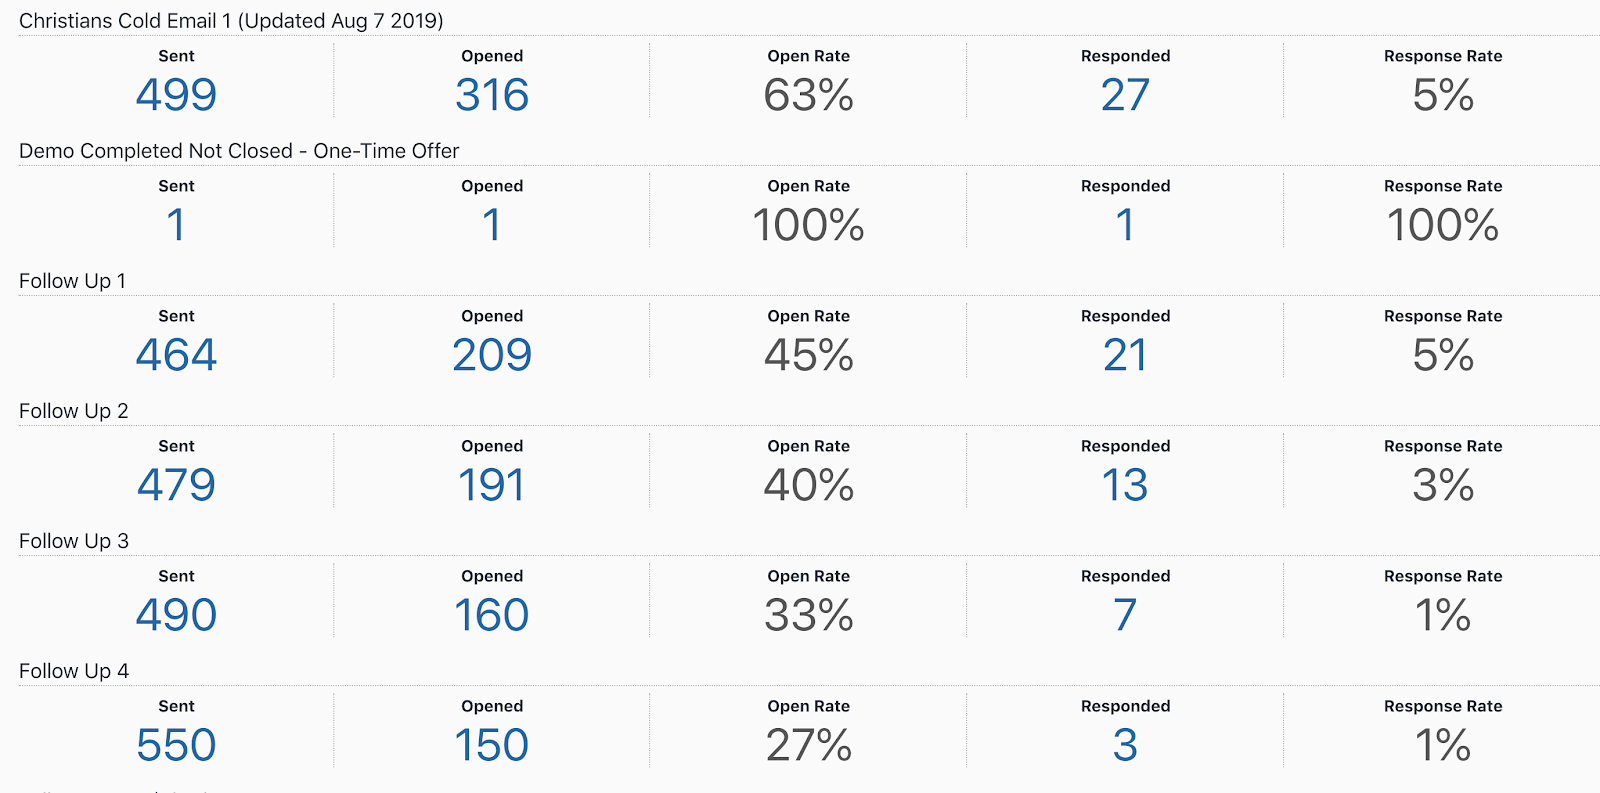 Christians Cold Email 1 (Updated Aug 7 2019)
Sent Opened Open Rate Responded Response Rate
499 316 63% 27 5%
Demo Completed Not Closed - One-Time Offer
Sent Opened Open Rate Responded Response Rate
1 1 100% 1 100%
Follow Up 1
Sent Opened Open Rate Responded Response Rate
464 209 45% 21 5%
Follow Up 2
Sent Opened Open Rate Responded Response Rate
479 191 40% 13 3%
Follow Up 3
Sent Opened Open Rate Responded Response Rate
490 160 33% 7 1%
Follow Up 4
Sent Opened Open Rate Responded Response Rate
550 150 27% 3 1%